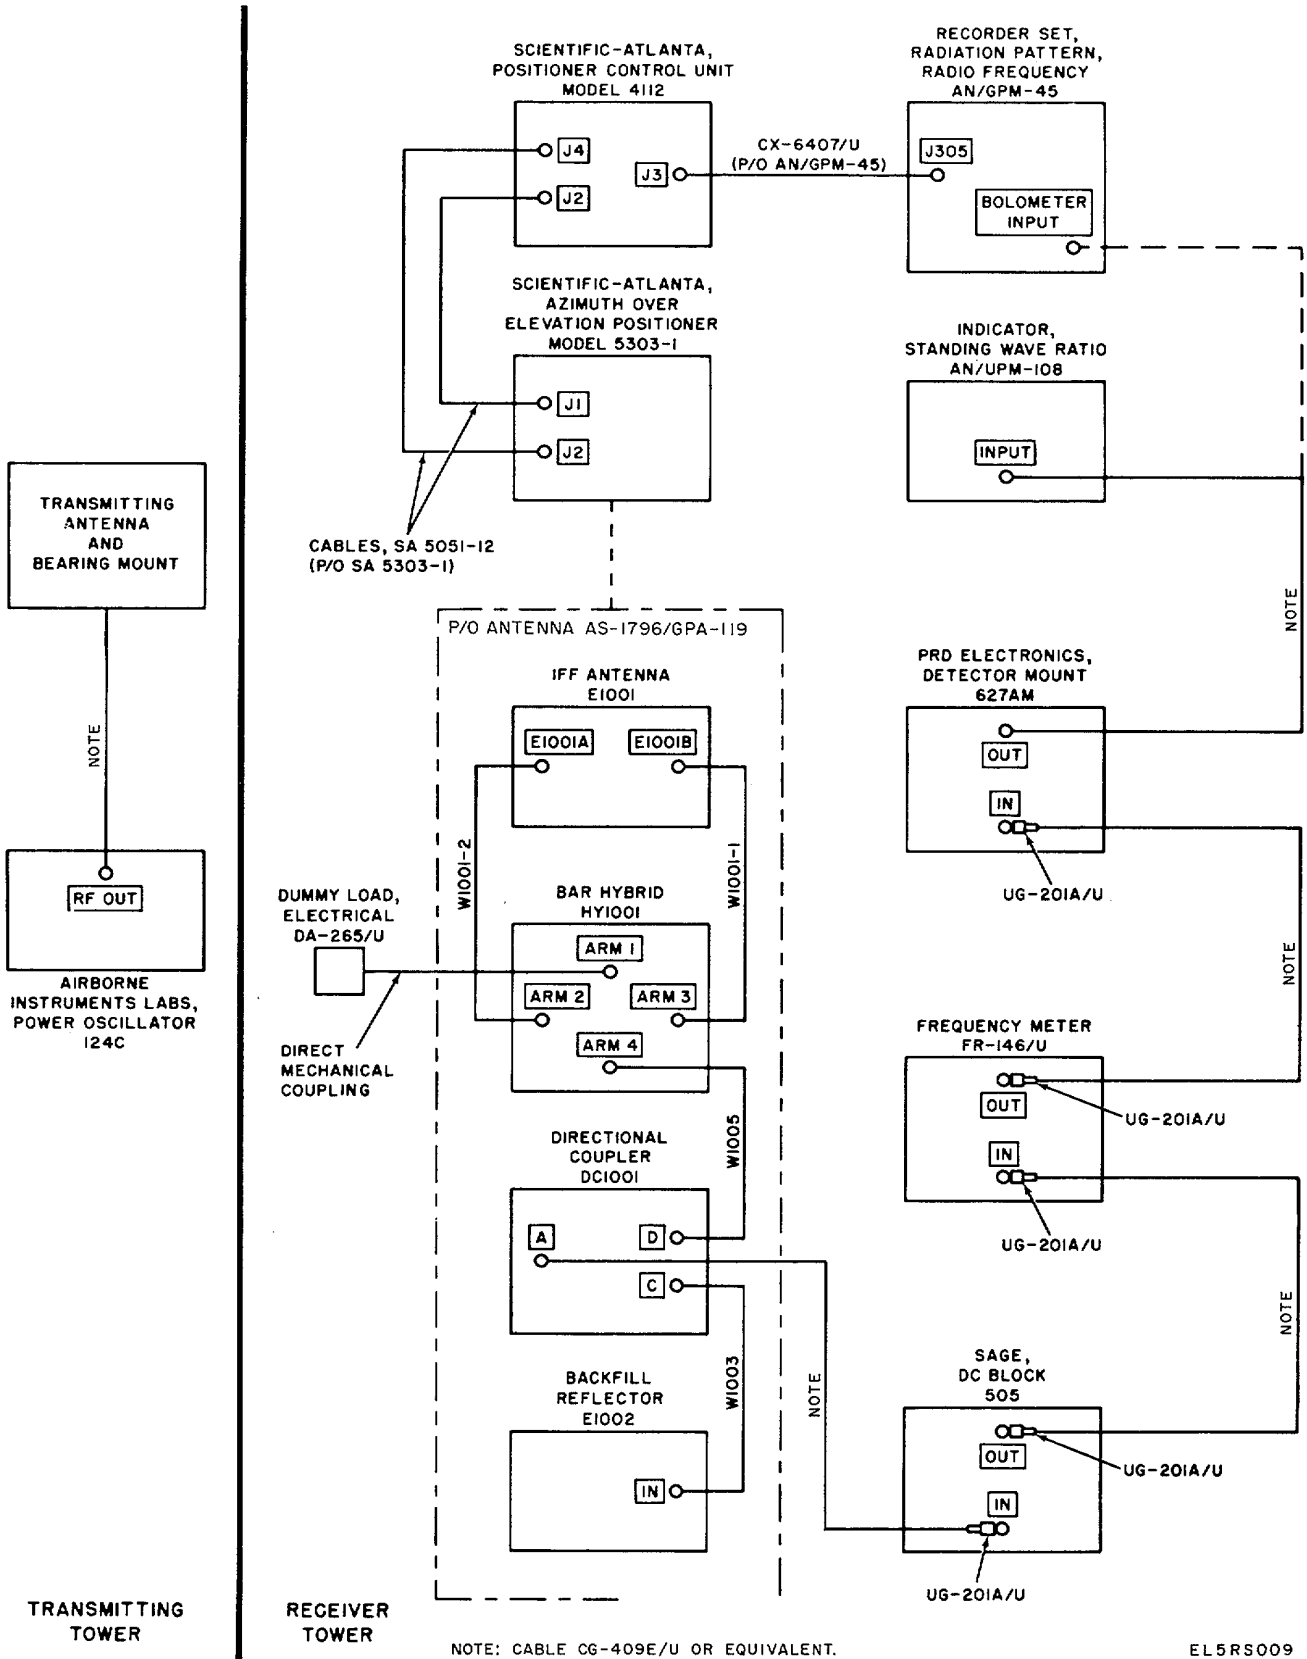 SCIENTIFIC-ATLANTA,
POSITIONER CONTROL UNIT
MODEL 4112
J4
J2
J3
CX-6407/U
(P/O AN/GPM-45)
RECORDER SET,
RADIATION PATTERN,
RADIO FREQUENCY
AN/GPM-45
J305
BOLOMETER
INPUT
SCIENTIFIC-ATLANTA,
AZIMUTH OVER
ELEVATION POSITIONER
MODEL 5303-1
J1
J2
CABLES, SA 5051-12
(P/O SA 5303-1)
INDICATOR,
STANDING WAVE RATIO
AN/UPM-108
INPUT
NOTE
TRANSMITTING
ANTENNA
AND
BEARING MOUNT
NOTE
RF OUT
AIRBORNE
INSTRUMENTS LABS,
POWER OSCILLATOR
124C
P/O ANTENNA AS-1796/GPA-119
IFF ANTENNA
E1001
E1001A
E1001B
W1001-2
W1001-1
DUMMY LOAD,
ELECTRICAL
DA-265/U
DIRECT
MECHANICAL
COUPLING
BAR HYBRID
HY1001
ARM 1
ARM 2
ARM 3
ARM 4
W1005
DIRECTIONAL
COUPLER
DC1001
A
D
C
W1003
BACKFILL
REFLECTOR
E1002
IN
NOTE
PRD ELECTRONICS,
DETECTOR MOUNT
627AM
OUT
IN
UG-201A/U
NOTE
FREQUENCY METER
FR-146/U
OUT
UG-201A/U
IN
UG-201A/U
NOTE
SAGE,
DC BLOCK
505
OUT
UG-201A/U
IN
UG-201A/U
TRANSMITTING
TOWER
RECEIVER
TOWER
NOTE: CABLE CG-409E/U OR EQUIVALENT.
EL5RS009